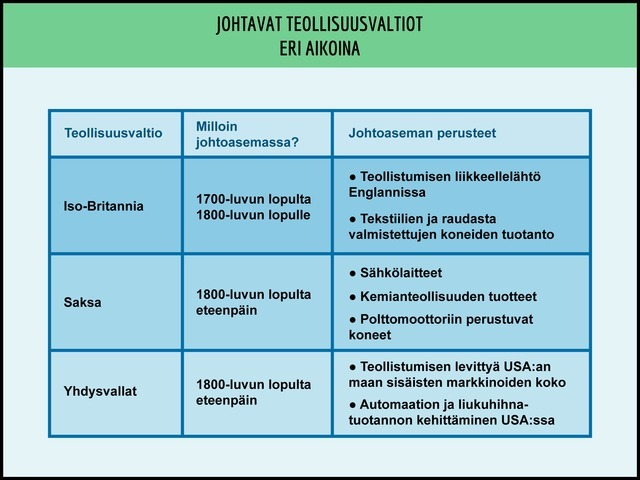 JOHTAVAT TEOLLISUUSVALTIOT
ERI AIKOINA
Teollisuusvaltio
Milloin
johtoasemassa?
Johtoaseman perusteet
Iso-Britannia
1700-luvun lopulta
1800-luvun lopulle
● Teollistumisen liikkeellelähtö
Englannissa
● Tekstiilien ja raudasta
valmistettujen koneiden tuotanto
Saksa
1800-luvun lopulta
eteenpäin
● Sähkölaitteet
● Kemianteollisuuden tuotteet
● Polttomoottoriin perustuvat
koneet
Yhdysvallat
1800-luvun lopulta
eteenpäin
● Teollistumisen levittyä USA:an
maan sisäisten markkinoiden koko
● Automaation ja liukuhihna-
tuotannon kehittäminen USA:ssa